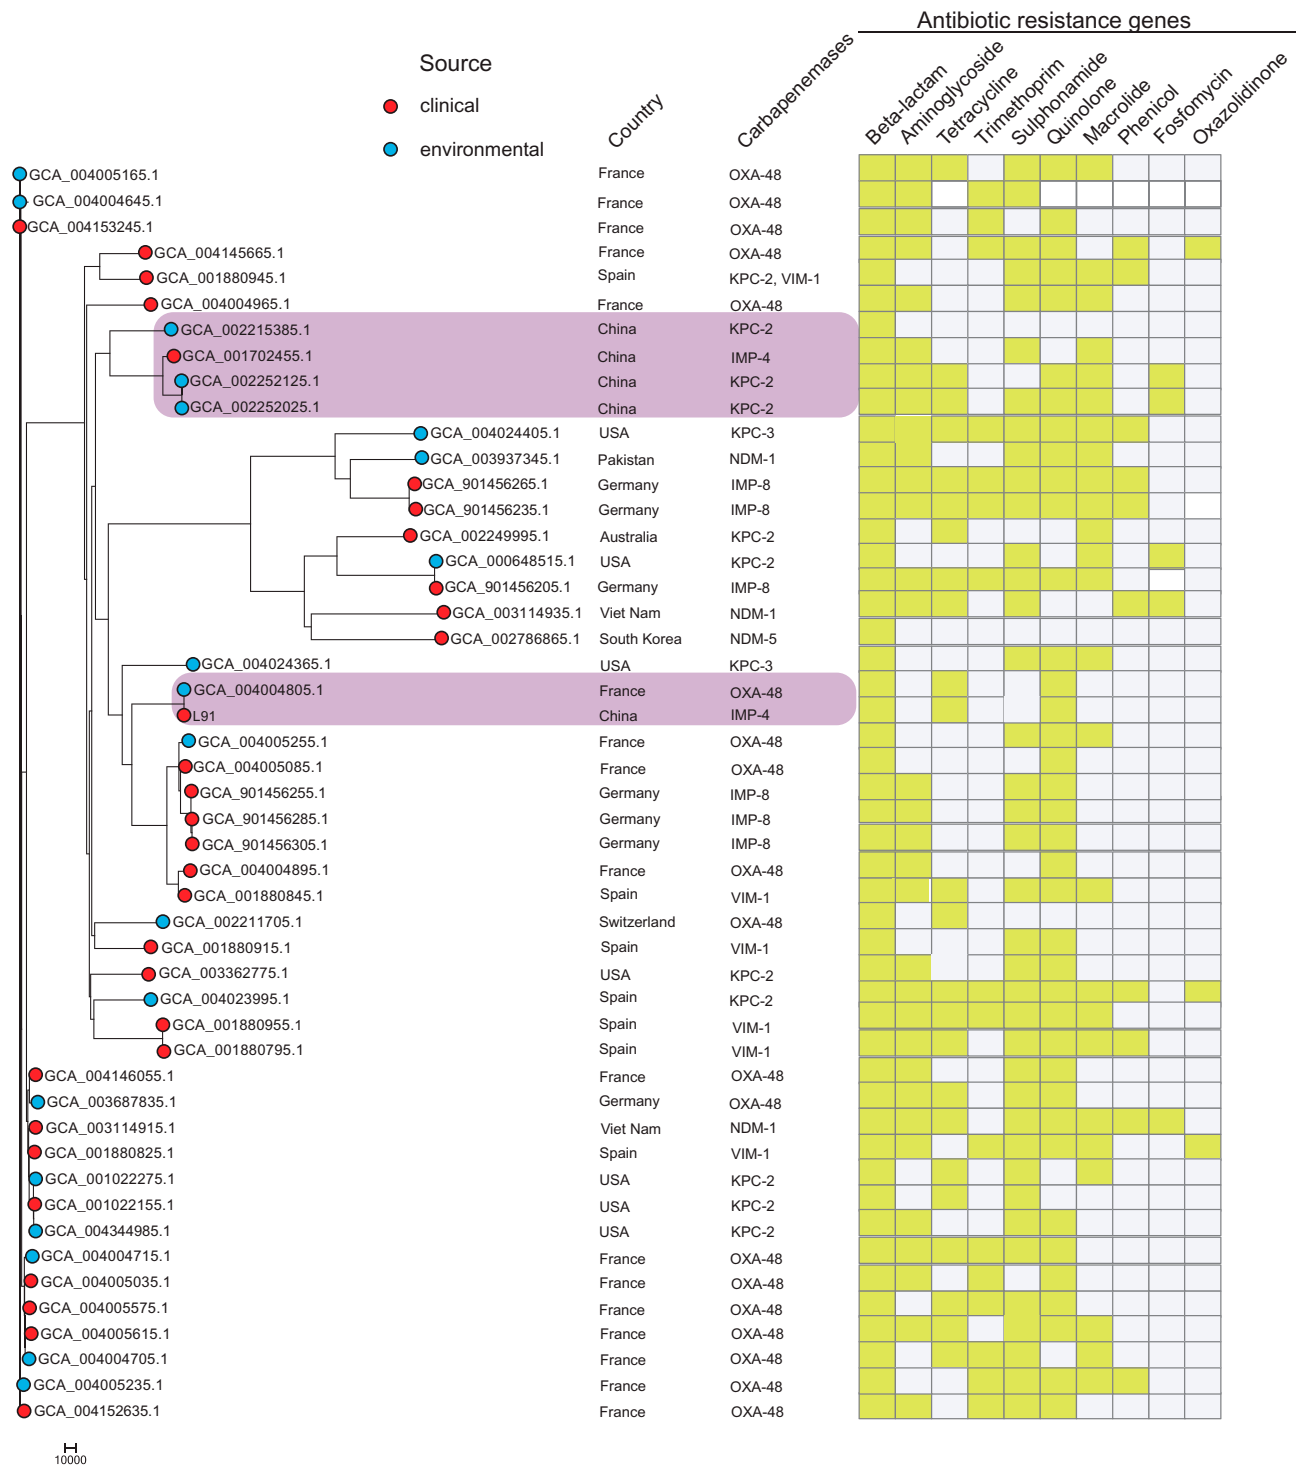 Antibiotic resistance genes
Source
clinical
environmental
Country
Carbapenemases
Beta-lactam
Aminoglycoside
Tetracycline
Trimethoprim
Sulphonamide
Quinolone
Macrolide
Phenicol
Fosfomycin
Oxazolidinone
GCA_004005165.1 France OXA-48
GCA_004004645.1 France OXA-48
GCA_004153245.1 France OXA-48
GCA_004145665.1 France OXA-48
GCA_001880945.1 Spain KPC-2, VIM-1
GCA_004004965.1 France OXA-48
GCA_002215385.1 China KPC-2
GCA_001702455.1 China IMP-4
GCA_002252125.1 China KPC-2
GCA_002252025.1 China KPC-2
GCA_004024405.1 USA KPC-3
GCA_003937345.1 Pakistan NDM-1
GCA_901456265.1 Germany IMP-8
GCA_901456235.1 Germany IMP-8
GCA_002249995.1 Australia KPC-2
GCA_000648515.1 USA KPC-2
GCA_901456205.1 Germany IMP-8
GCA_003114935.1 Viet Nam NDM-1
GCA_002786865.1 South Korea NDM-5
GCA_004024365.1 USA KPC-3
GCA_004004805.1 France OXA-48
L91 China IMP-4
GCA_004005255.1 France OXA-48
GCA_004005085.1 France OXA-48
GCA_901456255.1 Germany IMP-8
GCA_901456285.1 Germany IMP-8
GCA_901456305.1 Germany IMP-8
GCA_004004895.1 France OXA-48
GCA_001880845.1 Spain VIM-1
GCA_002211705.1 Switzerland OXA-48
GCA_001880915.1 Spain VIM-1
GCA_003362775.1 USA KPC-2
GCA_004023995.1 Spain KPC-2
GCA_001880955.1 Spain VIM-1
GCA_001880795.1 Spain VIM-1
GCA_004146055.1 France OXA-48
GCA_003687835.1 Germany OXA-48
GCA_003114915.1 Viet Nam NDM-1
GCA_001880825.1 Spain VIM-1
GCA_001022275.1 USA KPC-2
GCA_001022155.1 USA KPC-2
GCA_004344985.1 USA KPC-2
GCA_004004715.1 France OXA-48
GCA_004005035.1 France OXA-48
GCA_004005575.1 France OXA-48
GCA_004005615.1 France OXA-48
GCA_004004705.1 France OXA-48
GCA_004005235.1 France OXA-48
GCA_004152635.1 France OXA-48
10000